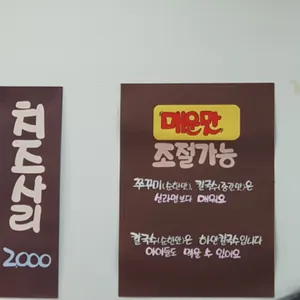 치즈사리
2,000
매운맛
조절가능
쭈꾸미(순한맛), 칼국수(중간맛)은
신라면보다 매워요
칼국수(순한맛)은 하얀칼국수입니다
아이들도 먹을 수 있어요